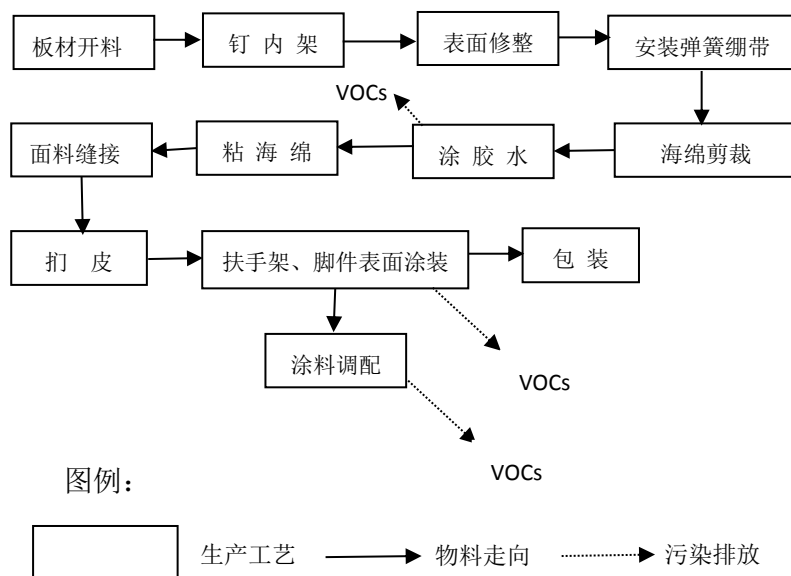 板材开料
钉 内 架
表面修整
安装弹簧绷带
VOCs
海绵剪裁
涂 胶 水
粘 海 绵
面料缝接
扪 皮
扶手架、脚件表面涂装
包 装
涂料调配
VOCs
VOCs
图例：
生产工艺
物料走向
污染排放